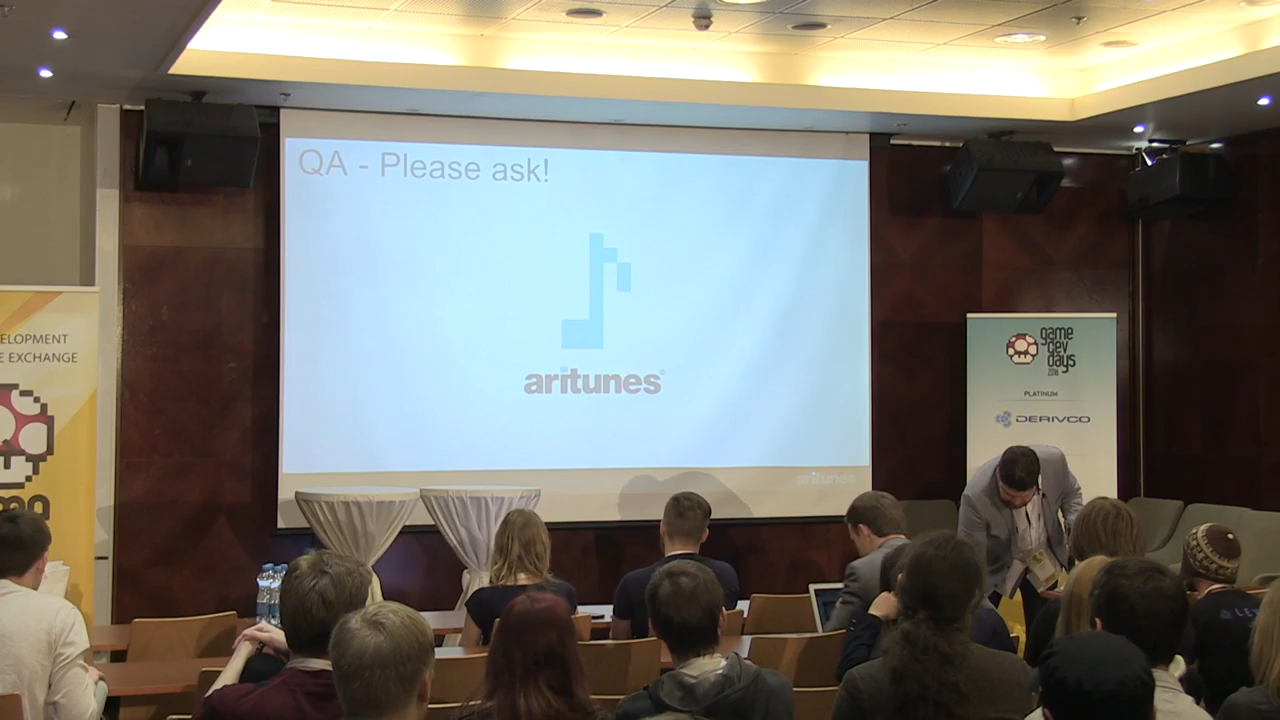 QA - Please ask!
aritunes
aritunes
ELOPMENT
E EXCHANGE
game
dev
days
PLATINUM
DERIVCO